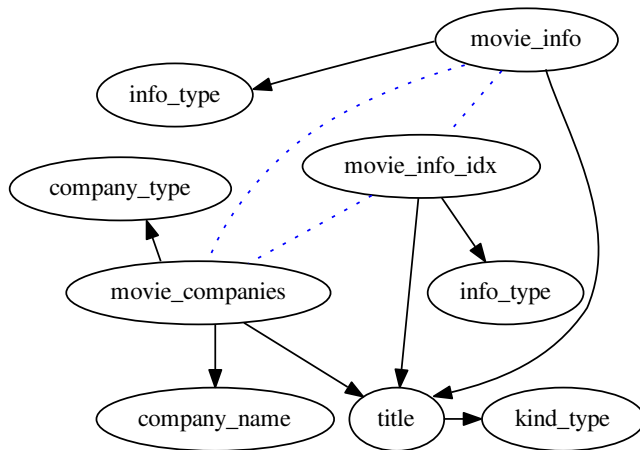 movie_info
info_type
movie_info_idx
company_type
movie_companies
info_type
company_name
title
kind_type